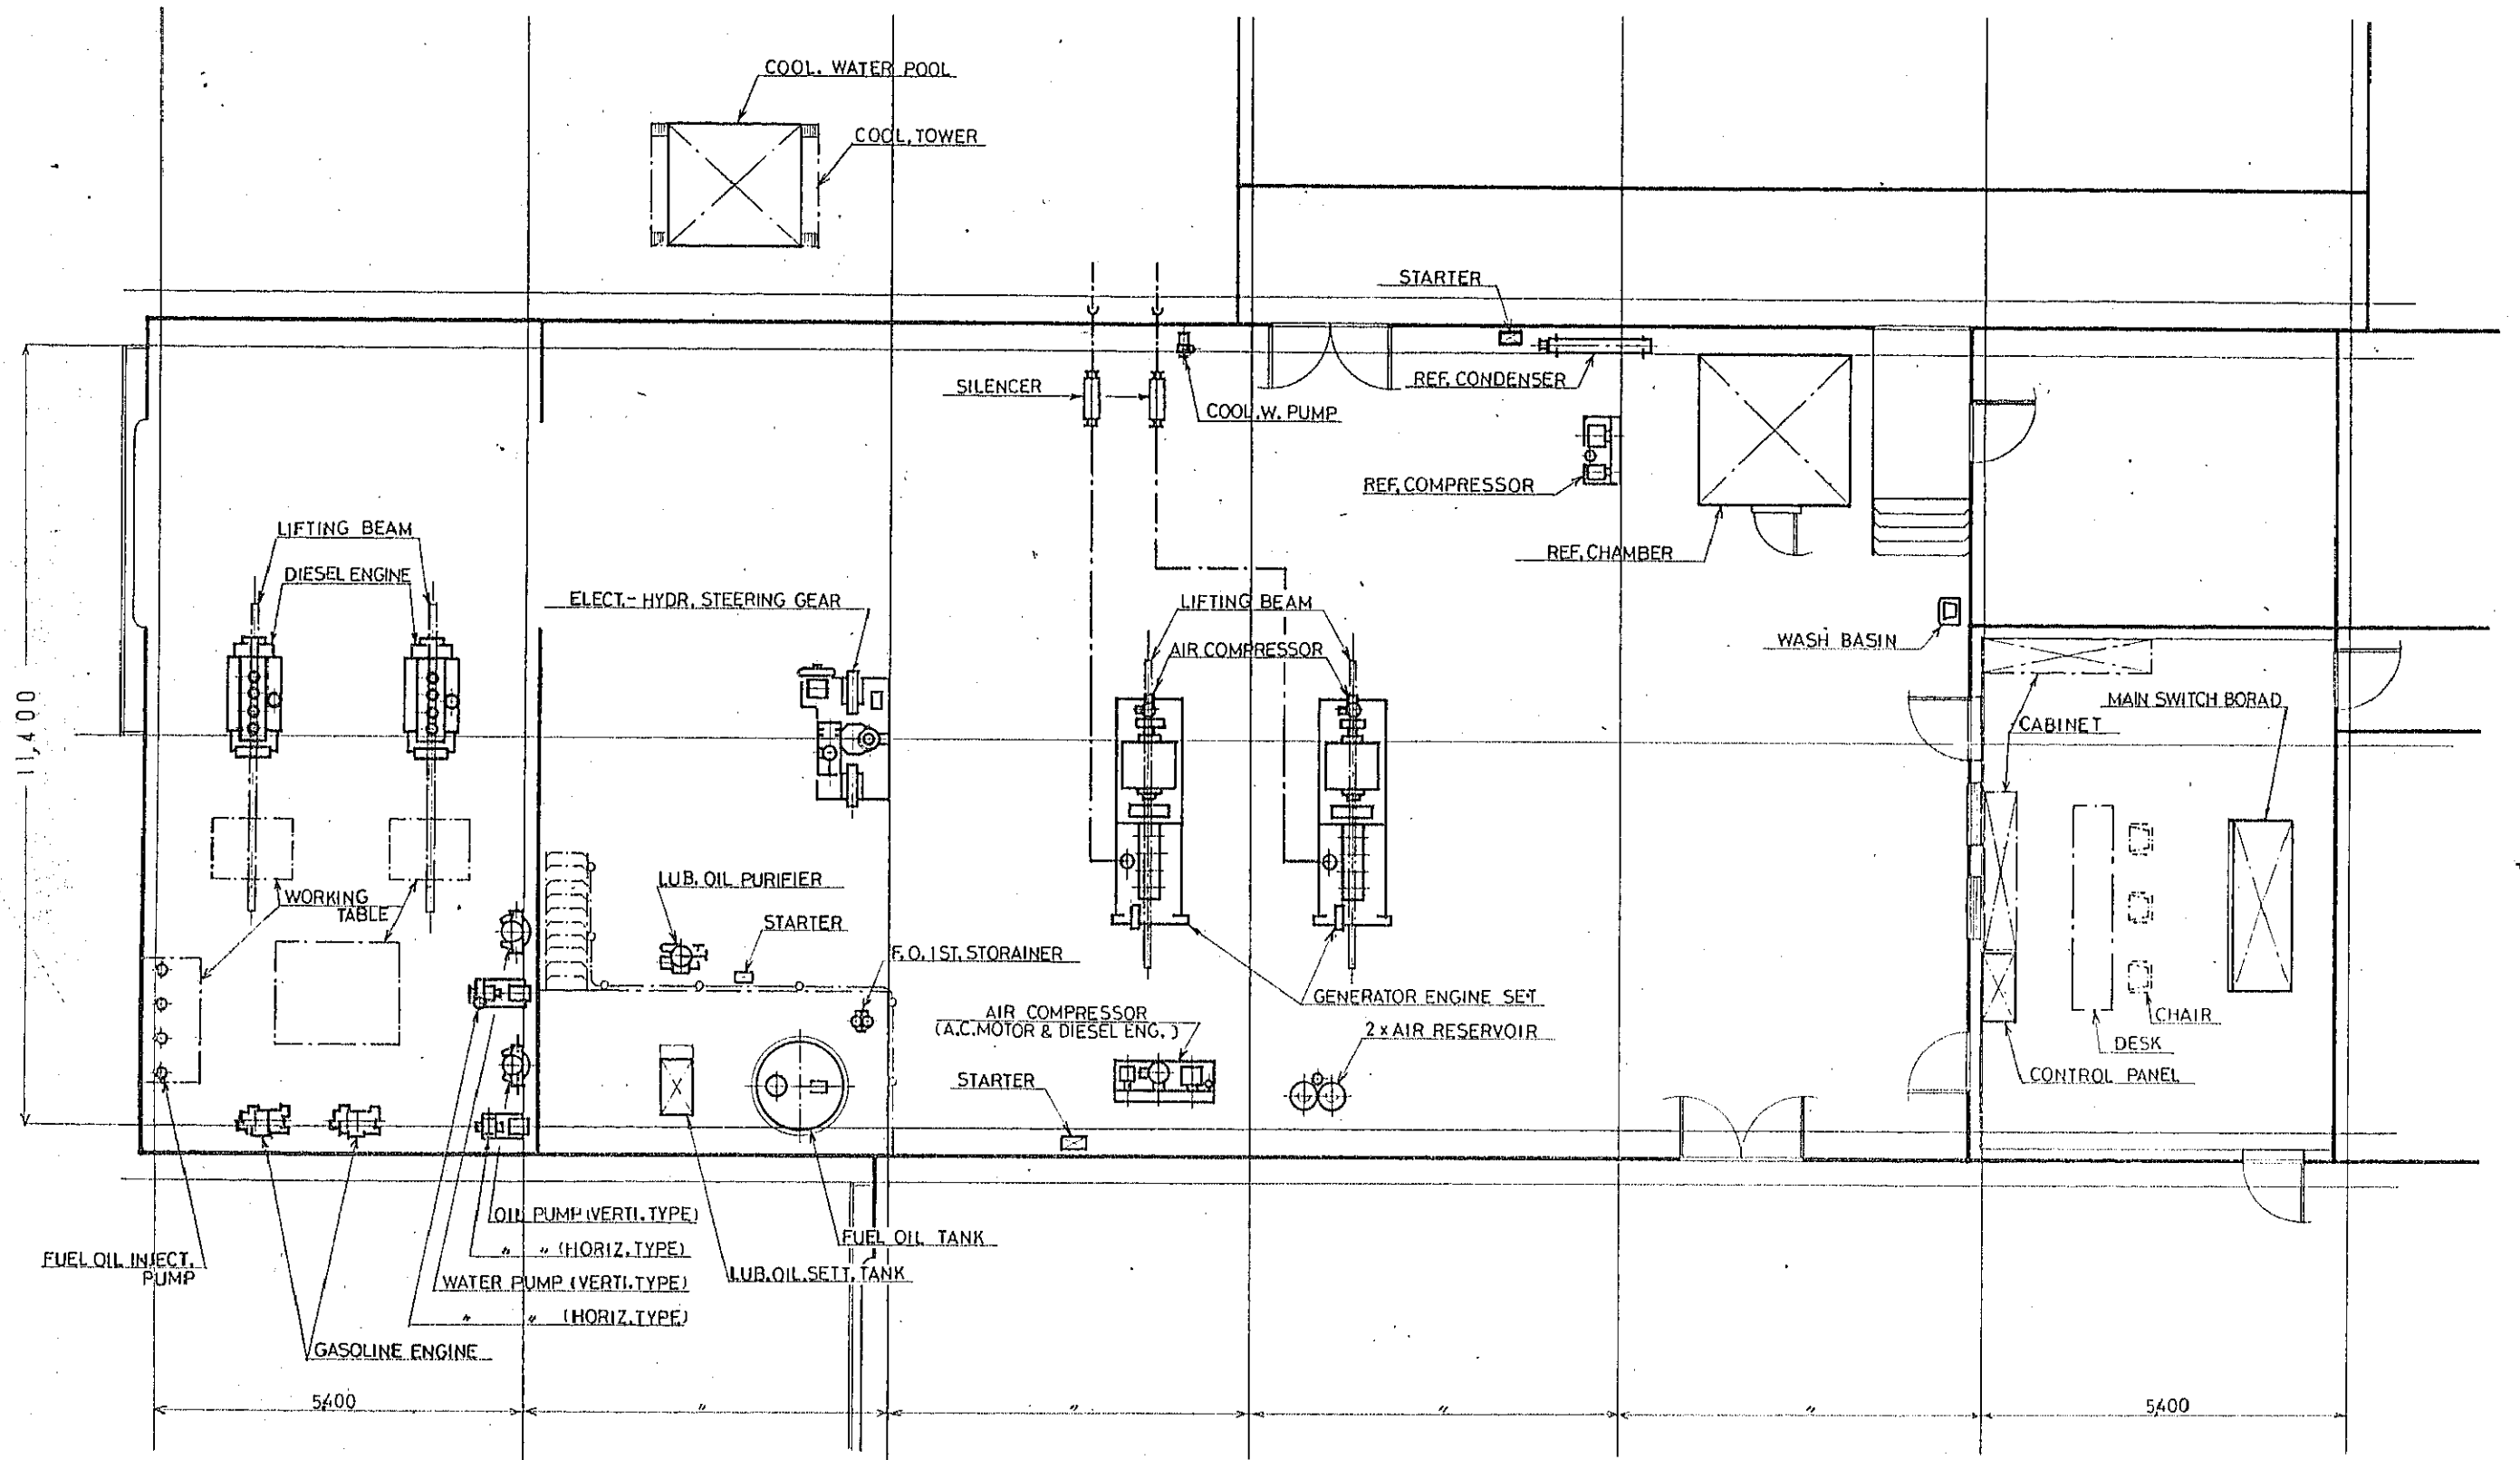 COOL. WATER POOL
COOL. TOWER
STARTER
SILENCER
REF. CONDENSER
COOL. W. PUMP
REF. COMPRESSOR
LIFTING BEAM
REF. CHAMBER
DIESEL ENGINE
ELECT.- HYDR. STEERING GEAR
LIFTING BEAM
WASH BASIN
AIR COMPRESSOR
11,400
MAIN SWITCH BORAD
CABINET
LUB. OIL PURIFIER
WORKING
TABLE
STARTER
F. O. 1ST. STORAINER
GENERATOR ENGINE SET
AIR COMPRESSOR
(A.C. MOTOR & DIESEL ENG. )
2 x AIR RESERVOIR
CHAIR
DESK
STARTER
CONTROL PANEL
OIL PUMP (VERTI. TYPE)
FUEL OIL TANK
" " (HORIZ. TYPE)
FUEL OIL INJECT.
PUMP
WATER PUMP (VERTI. TYPE)
LUB. OIL. SETT. TANK
" " (HORIZ. TYPE)
GASOLINE ENGINE
5400 " " " " 5400